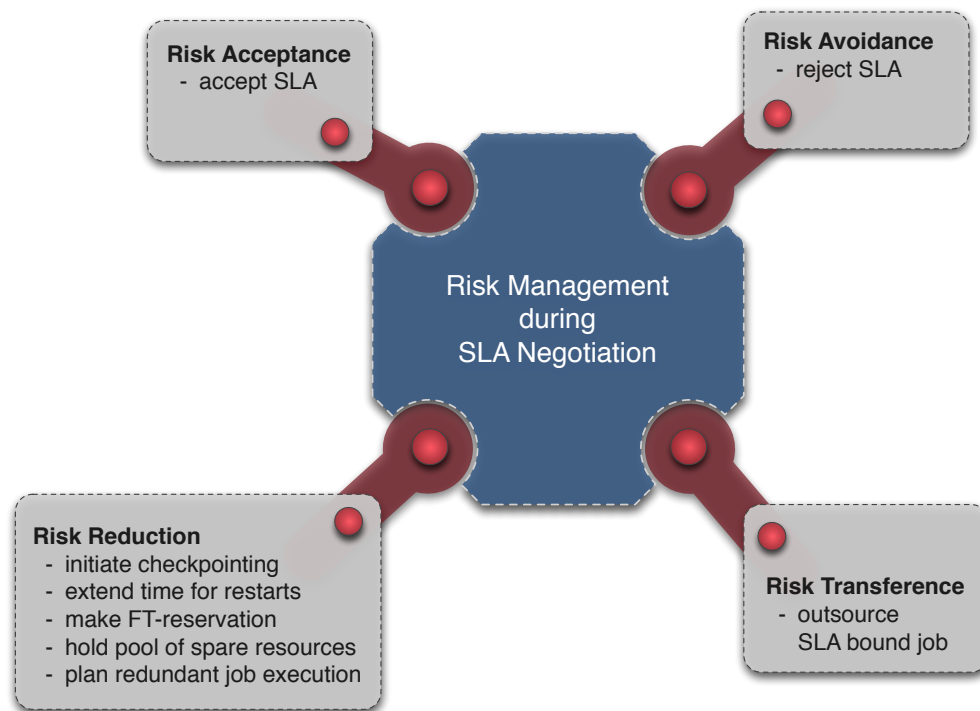 Risk Acceptance
- accept SLA
Risk Avoidance
- reject SLA
Risk Management
during
SLA Negotiation
Risk Reduction
- initiate checkpointing
- extend time for restarts
- make FT-reservation
- hold pool of spare resources
- plan redundant job execution
Risk Transference
- outsource
SLA bound job